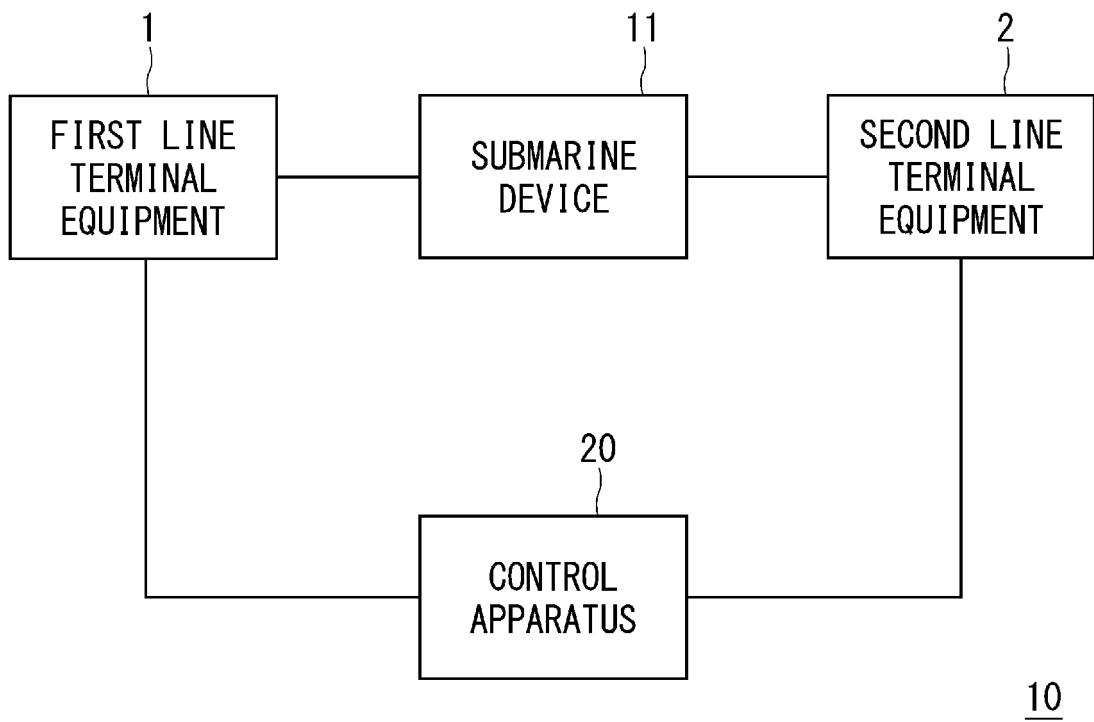 1
11
2
FIRST LINE
TERMINAL
EQUIPMENT
SUBMARINE
DEVICE
SECOND LINE
TERMINAL
EQUIPMENT
20
CONTROL
APPARATUS
10